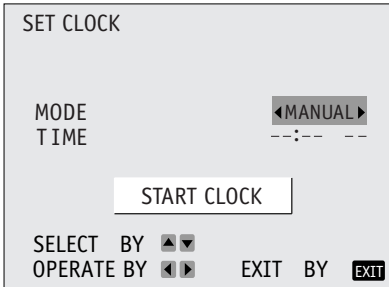 SET CLOCK
MODE ◀MANUAL▶
TIME --:-- --
START CLOCK
SELECT BY ▲▼
OPERATE BY ◀▶ EXIT BY EXIT